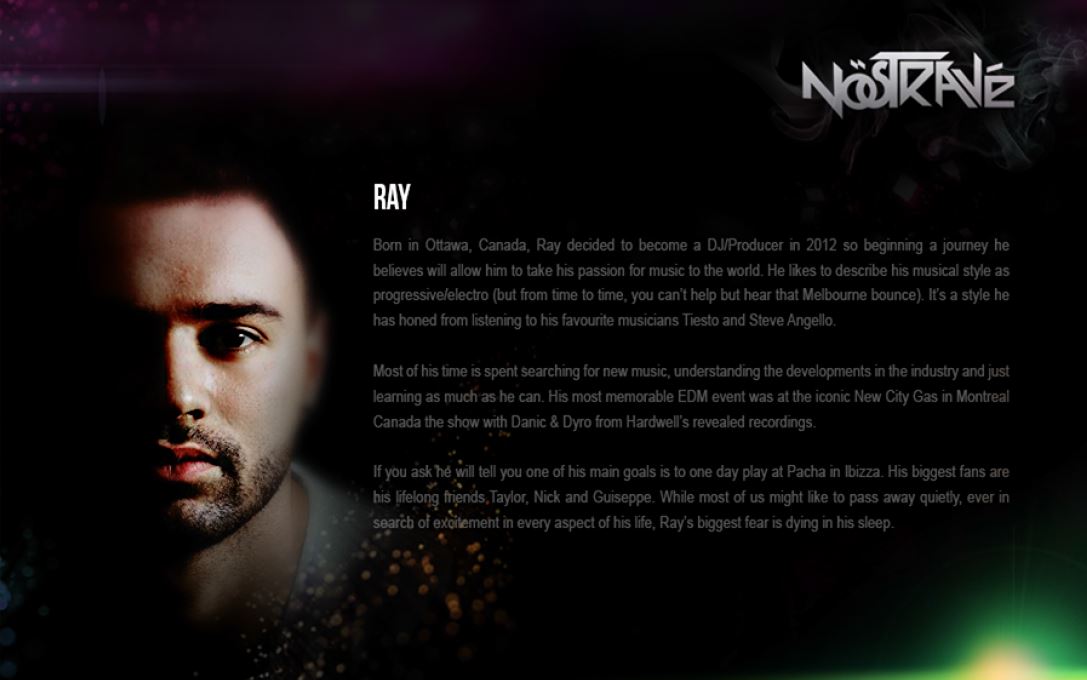 NÖSTRAVÉ
RAY
Born in Ottawa, Canada, Ray decided to become a DJ/Producer in 2012 so beginning a journey he
believes will allow him to take his passion for music to the world. He likes to describe his musical style as
progressive/electro (but from time to time, you can't help but hear that Melbourne bounce). It's a style he
has honed from listening to his favourite musicians Tiesto and Steve Angello.
Most of his time is spent searching for new music, understanding the developments in the industry and just
learning as much as he can. His most memorable EDM event was at the iconic New City Gas in Montreal
Canada the show with Danic & Dyro from Hardwell's revealed recordings.
If you ask he will tell you one of his main goals is to one day play at Pacha in Ibizza. His biggest fans are
his lifelong friends Taylor, Nick and Guiseppe. While most of us might like to pass away quietly, ever in
search of excitement in every aspect of his life, Ray's biggest fear is dying in his sleep.